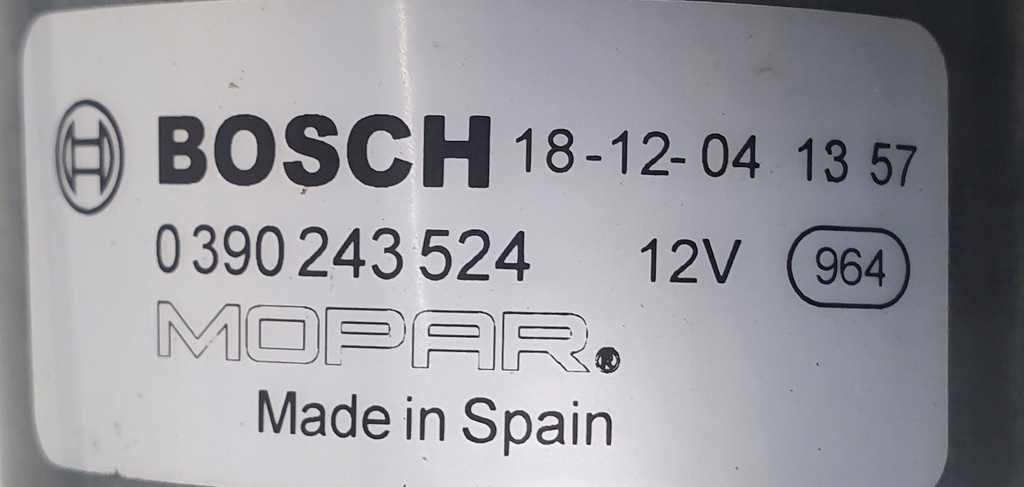 BOSCH 18-12-04 13 57
0 390 243 524 12V 964
MOPAR®
Made in Spain